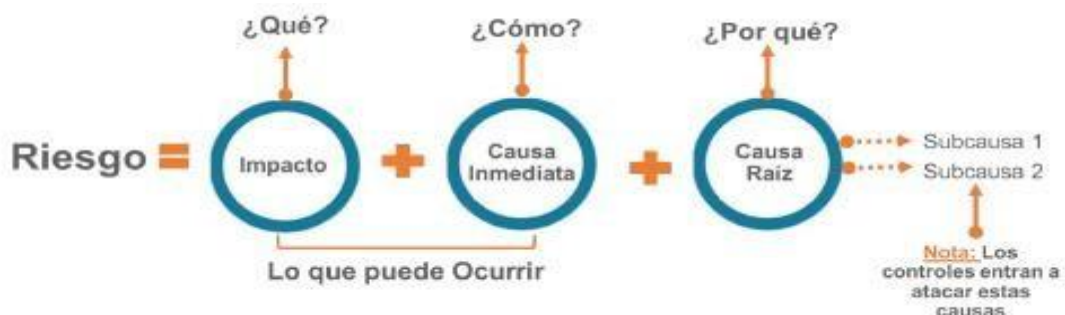 ¿Qué?
¿Cómo?
¿Por qué?
Riesgo =
Impacto
+
Causa
Inmediata
+
Causa
Raíz
Subcausa 1
Subcausa 2
Lo que puede Ocurrir
Nota: Los
controles entran a
atacar estas
causas